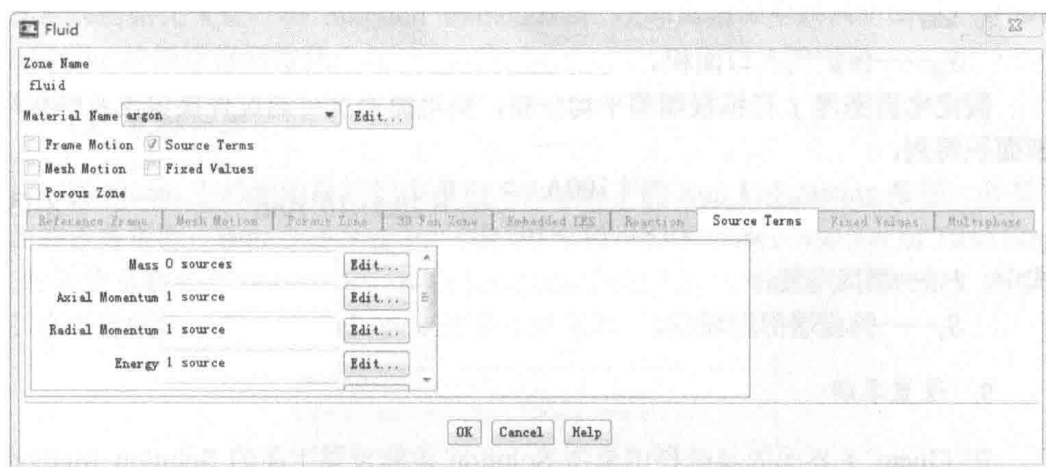 Fluid
Zone Name
fluid
Material Name argon Edit...
Frame Motion Source Terms
Mesh Motion Fixed Values
Porous Zone
Reference Frame Mesh Motion Porous Zone 3D Fan Zone Embedded LES Reaction Source Terms Fixed Values Multiphase
Mass 0 sources Edit...
Axial Momentum 1 source Edit...
Radial Momentum 1 source Edit...
Energy 1 source Edit...
OK Cancel Help